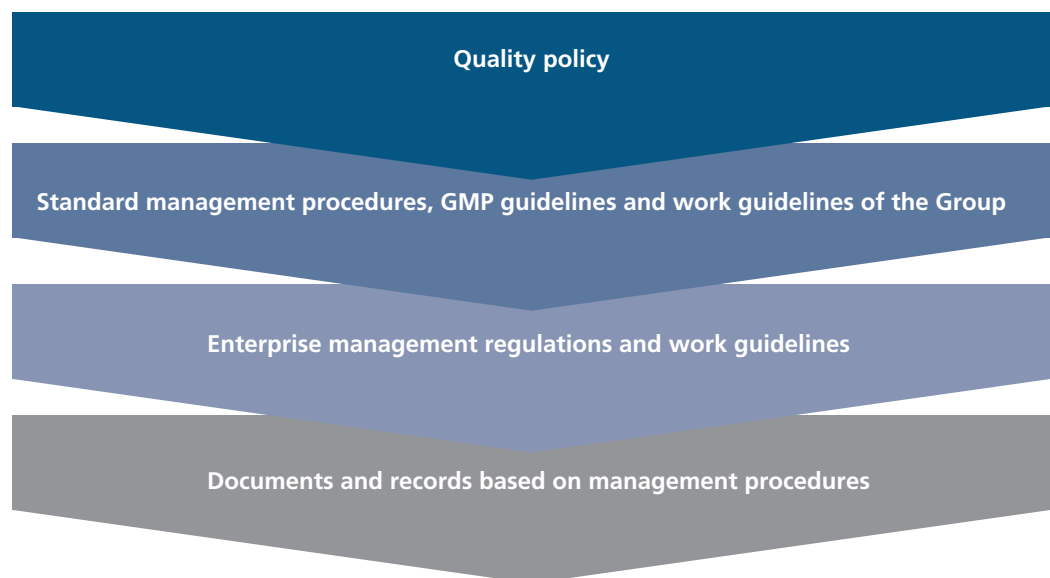 Quality policy
Standard management procedures, GMP guidelines and work guidelines of the Group
Enterprise management regulations and work guidelines
Documents and records based on management procedures